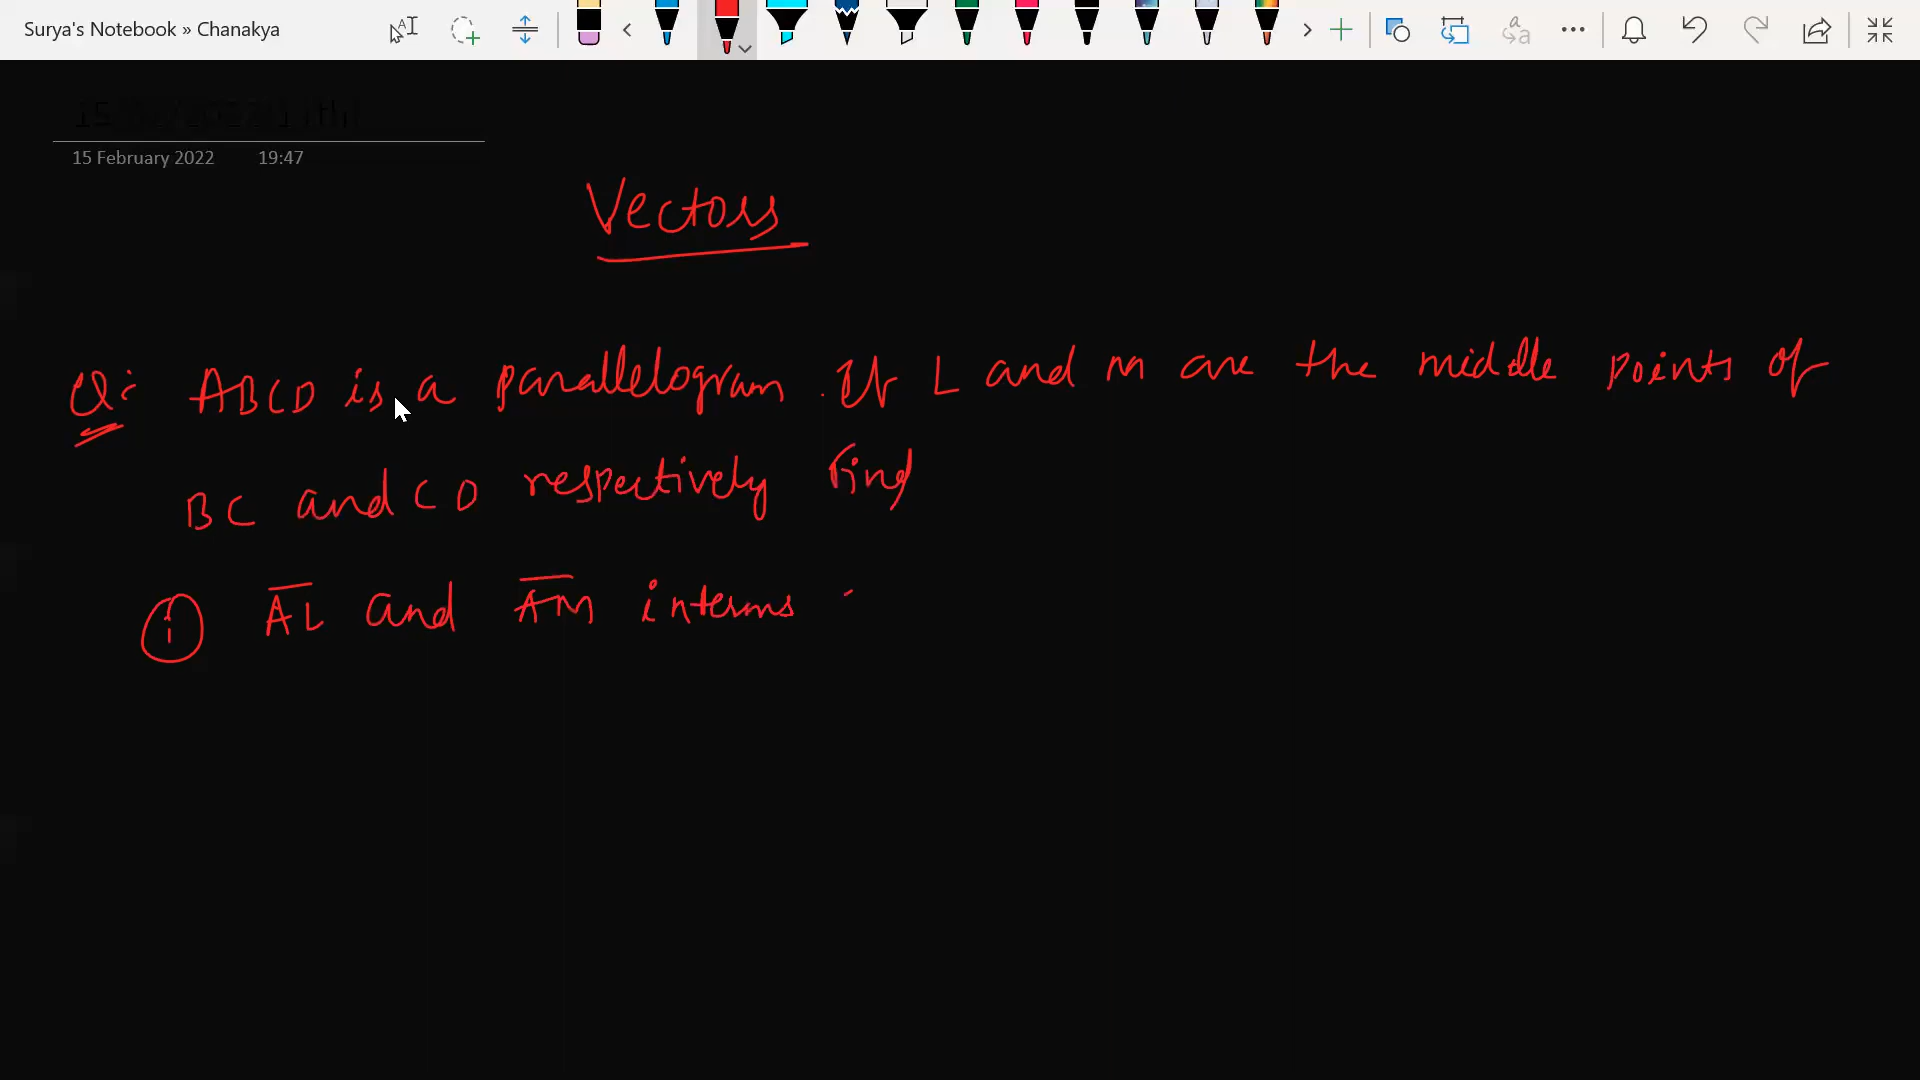 Surya's Notebook » Chanakya
15 February 2022 19:47
Vectors
Q: ABCD is a parallelogram. If L and M are the middle points of
BC and CD respectively Find
i AL and AM interms